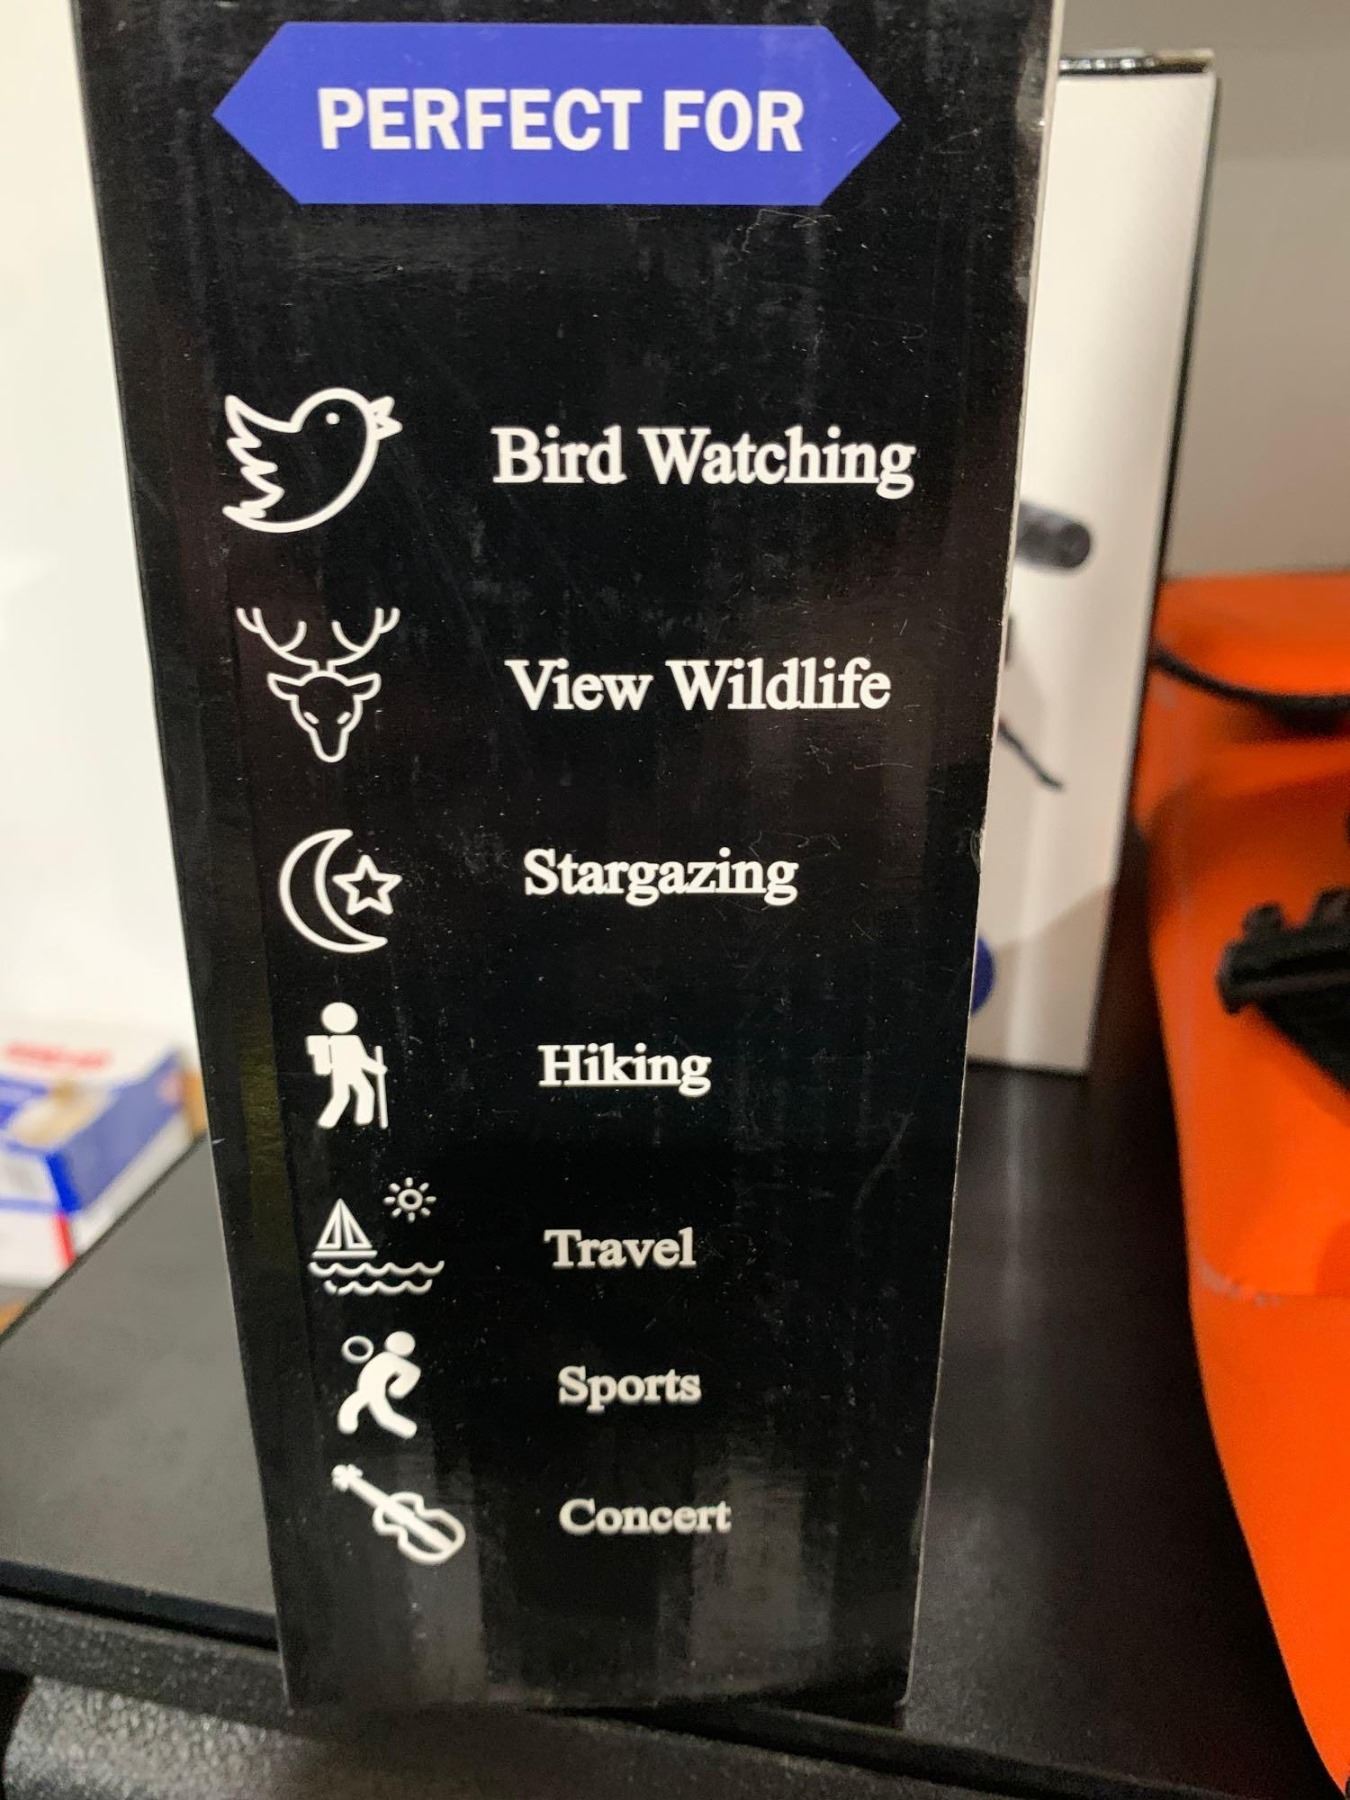 PERFECT FOR
Bird Watching
View Wildlife
Stargazing
Hiking
Travel
Sports
Concert